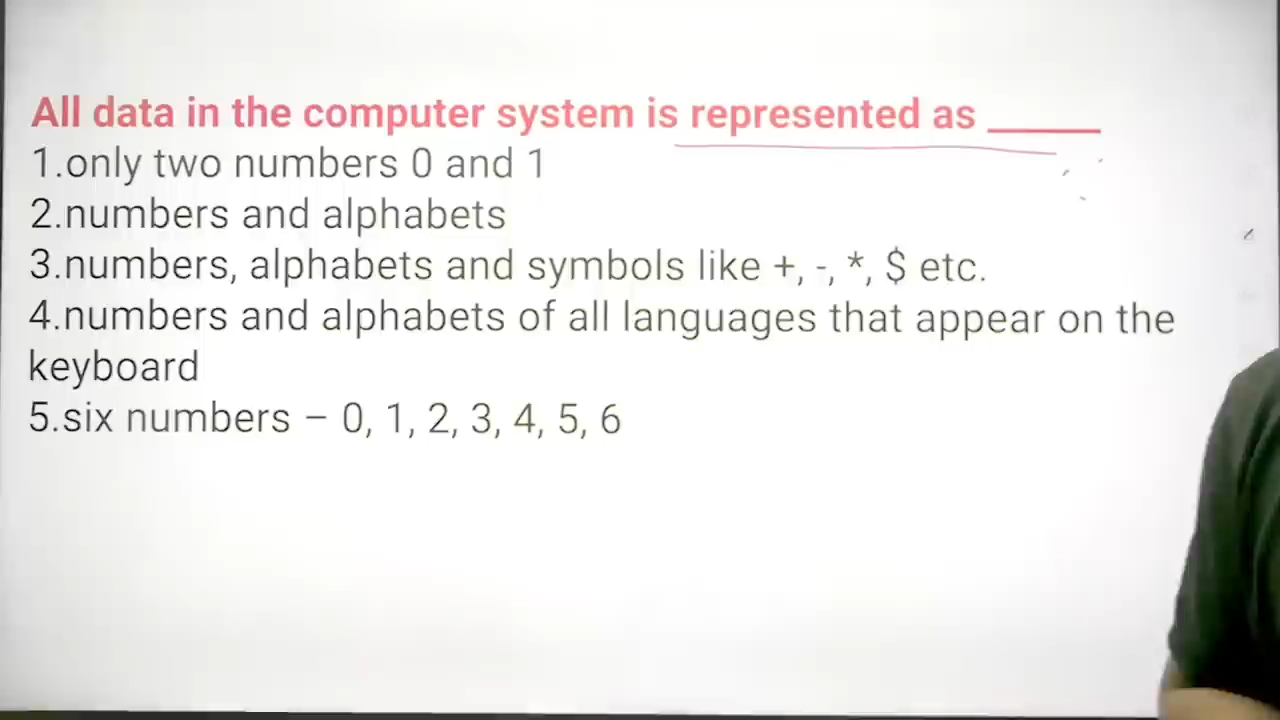 All data in the computer system is represented as ______
1.only two numbers 0 and 1
2.numbers and alphabets
3.numbers, alphabets and symbols like +, -, *, $ etc.
4.numbers and alphabets of all languages that appear on the
keyboard
5.six numbers – 0, 1, 2, 3, 4, 5, 6